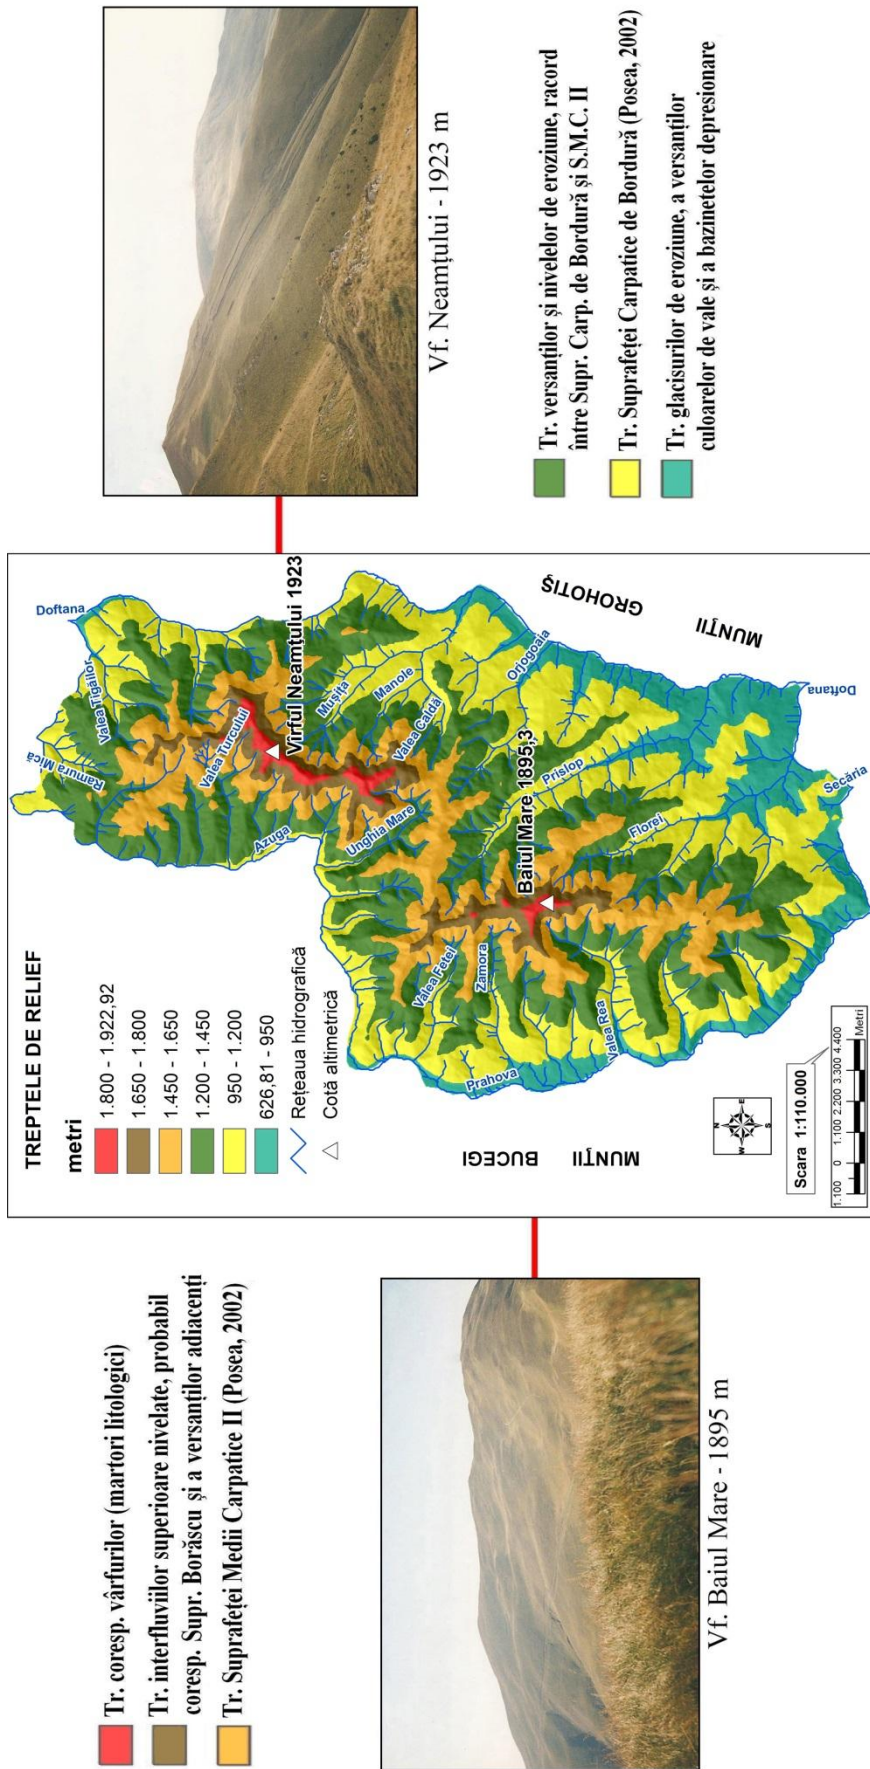 Tr. coresp. vârfurilor (martori litologici)
Tr. interfluviilor superioare nivelate, probabil
coresp. Supr. Borăscu și a versanților adiacenți
Tr. Suprafeței Medii Carpatice II (Posea, 2002)
Vf. Baiul Mare - 1895 m
TREPTELE DE RELIEF
metri
1.800 - 1.922,92
1.650 - 1.800
1.450 - 1.650
1.200 - 1.450
950 - 1.200
626,81 - 950
Rețeaua hidrografică
Cotă altimetrică
Doftana
Valea Țigăilor
Ramura Mică
Valea Turcului
Vîrful Neamțului 1923
Azuga
Mușița
Manole
Unghia Mare
Valea Caldă
Orjogoaia
MUNȚII
GROHOTIȘ
Prislop
Baiul Mare 1895,3
Valea Fetei
Zamora
Florei
Doftana
Prahova
Valea Rea
Secăria
MUNȚII
BUCEGI
N
E
S
W
Scara 1:110.000
1.100 0 1.100 2.200 3.300 4.400
Metri
Vf. Neamțului - 1923 m
Tr. versanților și nivelelor de eroziune, racord
între Supr. Carp. de Bordură și S.M.C. II
Tr. Suprafeței Carpatice de Bordură (Posea, 2002)
Tr. glacisurilor de eroziune, a versanților
culoarelor de vale și a bazinetelor depresionare